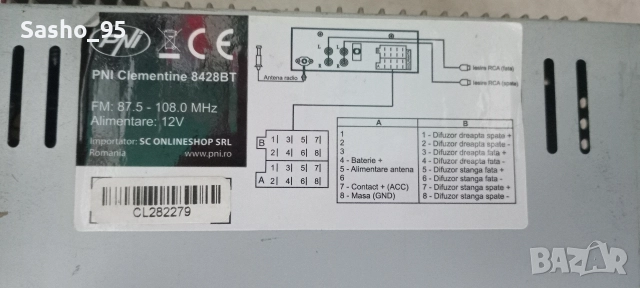 Sasho_95
PNI
CE
PNI Clementine 8428BT
FM: 87.5 - 108.0 MHz
Alimentare: 12V
Importator: SC ONLINESHOP SRL
Romania www.pni.ro
CL282279
Antena radio
L L
R R
Iesire RCA (fata)
Iesire RCA (spate)
B 1 3 5 7
2 4 6 8
A 1 3 5 7
2 4 6 8
A B
1 1 - Difuzor dreapta spate +
2 2 - Difuzor dreapta spate -
3 3 - Difuzor dreapta fata +
4 - Baterie + 4 - Difuzor dreapta fata -
5 - Alimentare antena 5 - Difuzor stanga fata +
6 6 - Difuzor stanga fata -
7 - Contact + (ACC) 7 - Difuzor stanga spate +
8 - Masa (GND) 8 - Difuzor stanga spate -
bazar.bg